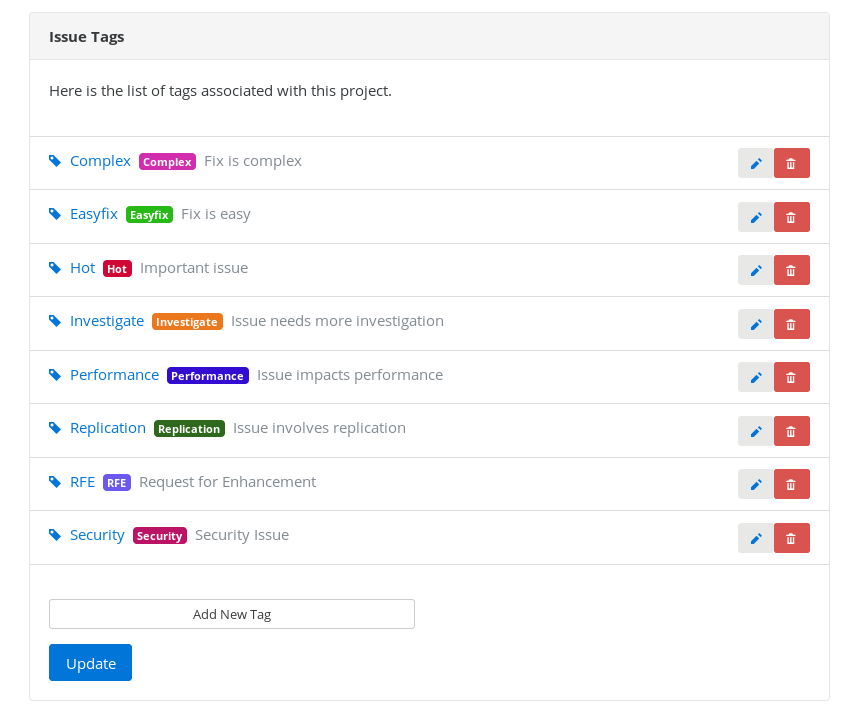 Issue Tags
Here is the list of tags associated with this project.
Complex Complex Fix is complex
Easyfix Easyfix Fix is easy
Hot Hot Important issue
Investigate Investigate Issue needs more investigation
Performance Performance Issue impacts performance
Replication Replication Issue involves replication
RFE RFE Request for Enhancement
Security Security Security Issue
Add New Tag
Update